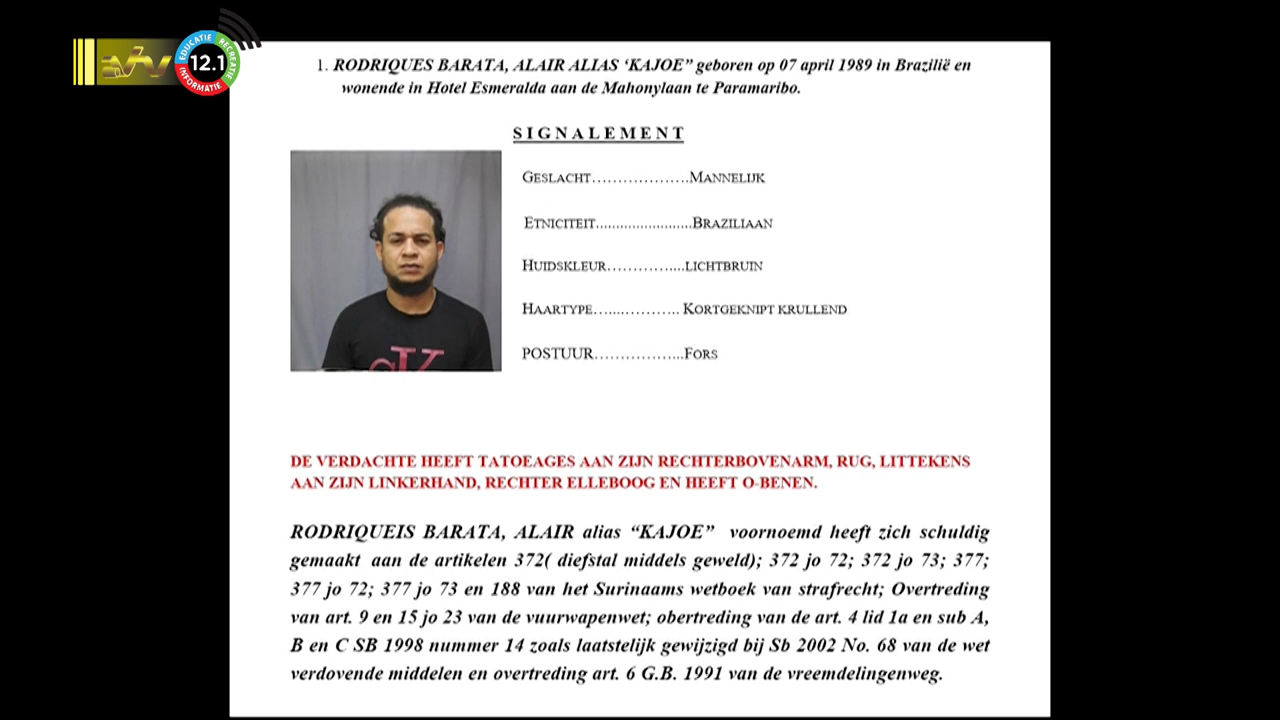 ATV
12.1
EDUCATIE
RECREATIE
INFORMATIE
1. RODRIQUES BARATA, ALAIR ALIAS ‘KAJOE” geboren op 07 april 1989 in Brazilië en
wonende in Hotel Esmeralda aan de Mahonylaan te Paramaribo.
SIGNALEMENT
GESLACHT……………….MANNELIJK
ETNICITEIT........................BRAZILIAAN
HUIDSKLEUR…………....LICHTBRUIN
HAARTYPE…....……….. KORTGEKNIPT KRULLEND
POSTUUR……………...FORS
CK
DE VERDACHTE HEEFT TATOEAGES AAN ZIJN RECHTERBOVENARM, RUG, LITTEKENS
AAN ZIJN LINKERHAND, RECHTER ELLEBOOG EN HEEFT O-BENEN.
RODRIQUEIS BARATA, ALAIR alias “KAJOE” voornoemd heeft zich schuldig
gemaakt aan de artikelen 372( diefstal middels geweld); 372 jo 72; 372 jo 73; 377;
377 jo 72; 377 jo 73 en 188 van het Surinaams wetboek van strafrecht; Overtreding
van art. 9 en 15 jo 23 van de vuurwapenwet; obertreding van de art. 4 lid 1a en sub A,
B en C SB 1998 nummer 14 zoals laatstelijk gewijzigd bij Sb 2002 No. 68 van de wet
verdovende middelen en overtreding art. 6 G.B. 1991 van de vreemdelingenweg.